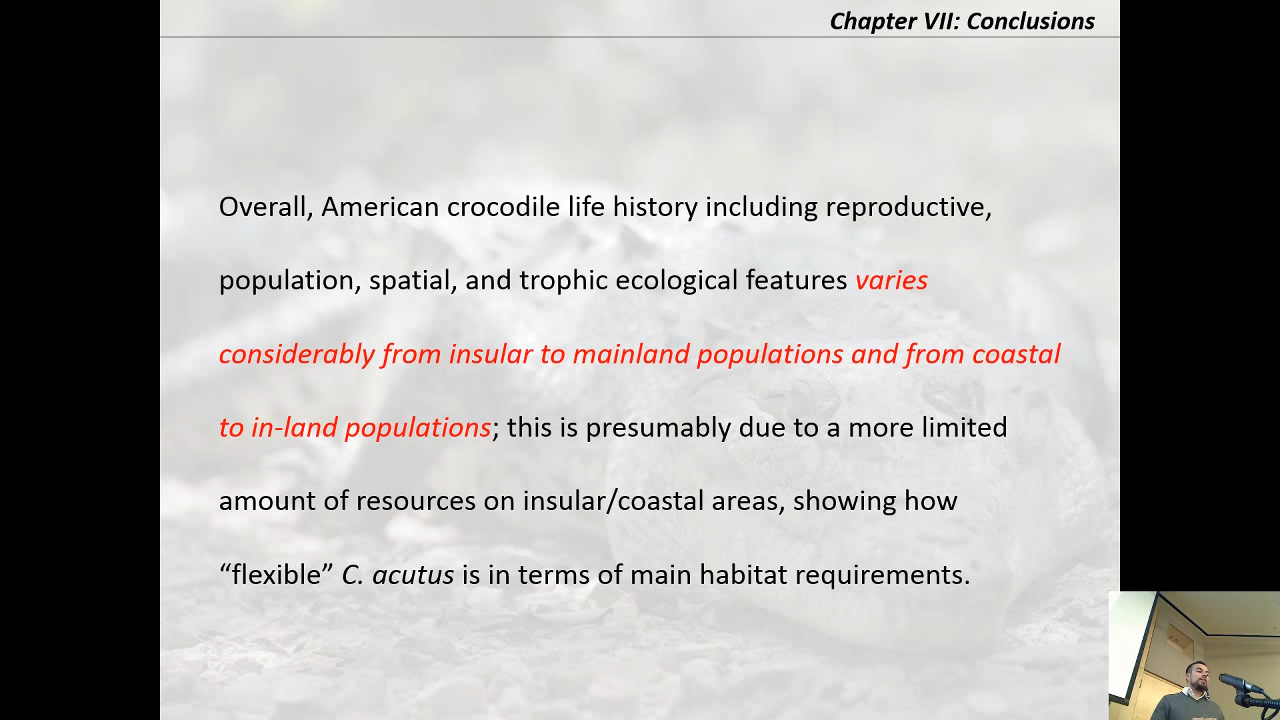 Chapter VII: Conclusions
Overall, American crocodile life history including reproductive,
population, spatial, and trophic ecological features varies
considerably from insular to mainland populations and from coastal
to in-land populations; this is presumably due to a more limited
amount of resources on insular/coastal areas, showing how
“flexible” C. acutus is in terms of main habitat requirements.